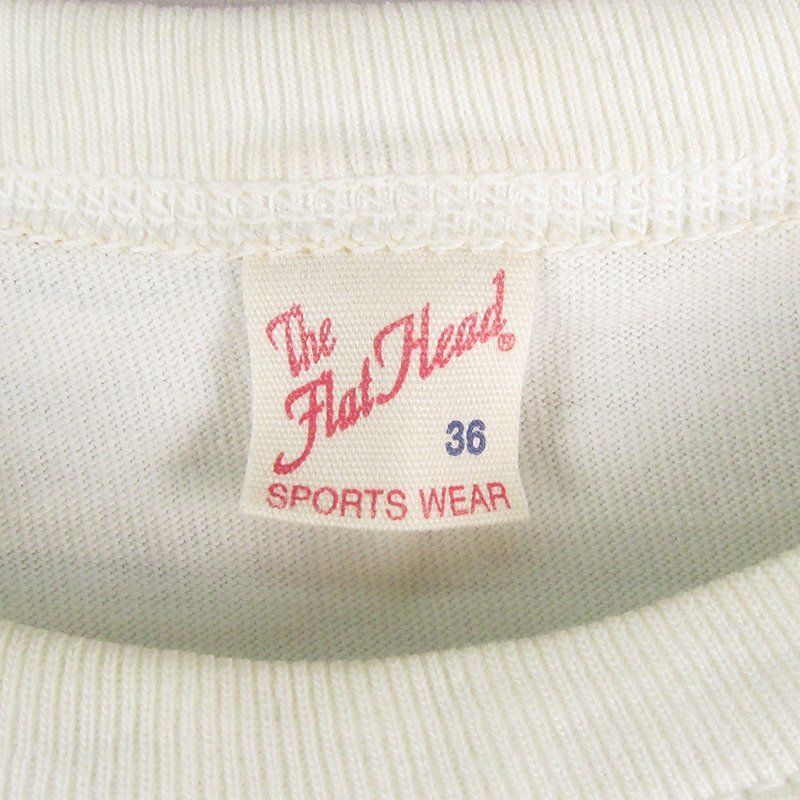 The
Flat Head®
36
SPORTS WEAR